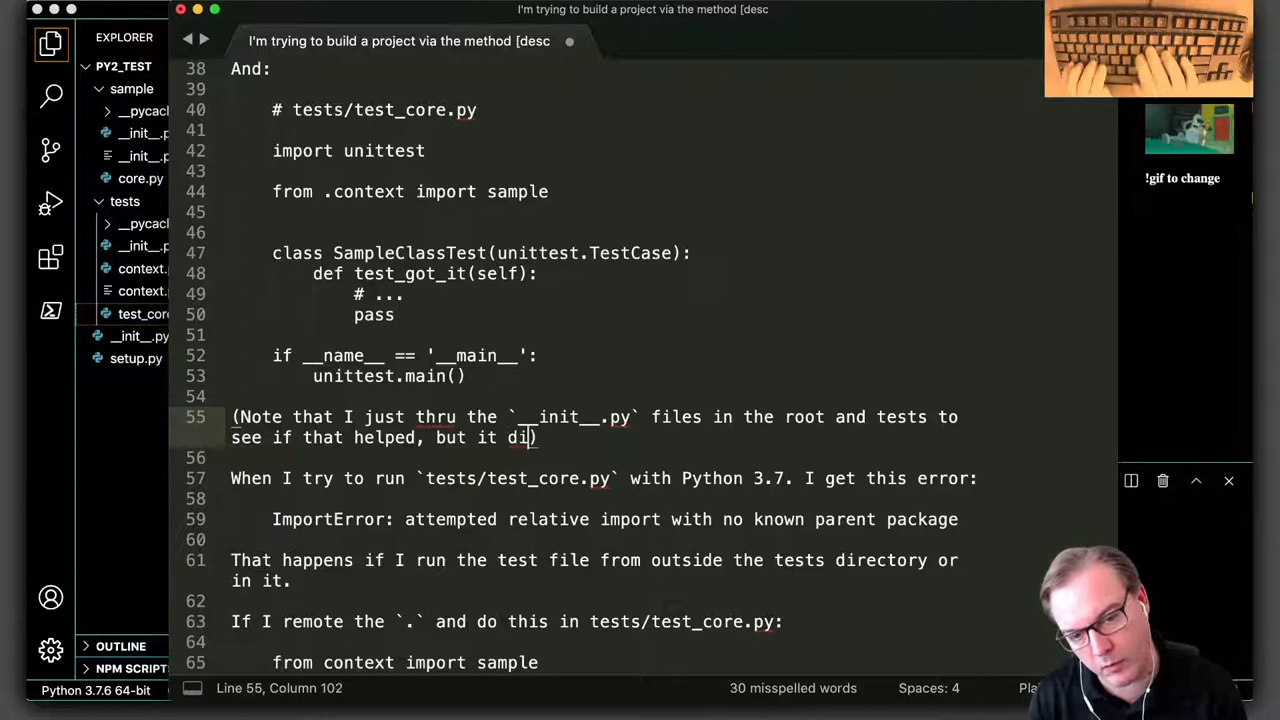 I'm trying to build a project via the method [desc
EXPLORER
I'm trying to build a project via the method [desc
PY2_TEST
sample
__pycac
__init__.p
__init__.p
core.py
tests
__pycac
__init__.p
context.p
context.p
test_core
__init__.py
setup.py
OUTLINE
NPM SCRIPTS
Python 3.7.6 64-bit
38 And:
39
40 # tests/test_core.py
41
42 import unittest
43
44 from .context import sample
45
46
47 class SampleClassTest(unittest.TestCase):
48 def test_got_it(self):
49 # ...
50 pass
51
52 if __name__ == '__main__':
53 unittest.main()
54
55 (Note that I just thru the `__init__.py` files in the root and tests to
see if that helped, but it di)
56
57 When I try to run `tests/test_core.py` with Python 3.7. I get this error:
58
59 ImportError: attempted relative import with no known parent package
60
61 That happens if I run the test file from outside the tests directory or
in it.
62
63 If I remote the `.` and do this in tests/test_core.py:
64
65 from context import sample
Line 55, Column 102
30 misspelled words
Spaces: 4
!gif to change